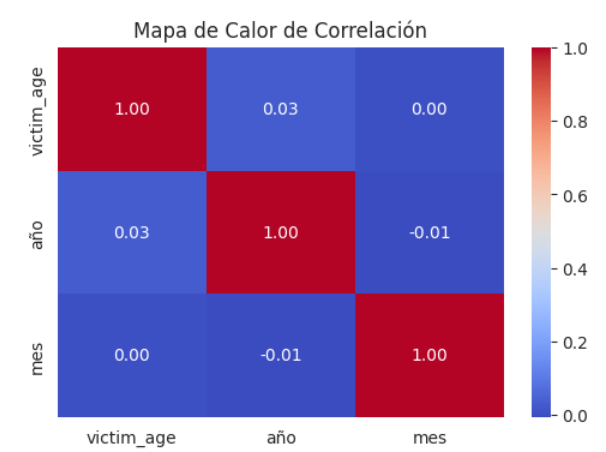 Mapa de Calor de Correlación
victim_age
1.00
0.03
0.00
año
0.03
1.00
-0.01
mes
0.00
-0.01
1.00
victim_age
año
mes
1.0
0.8
0.6
0.4
0.2
0.0